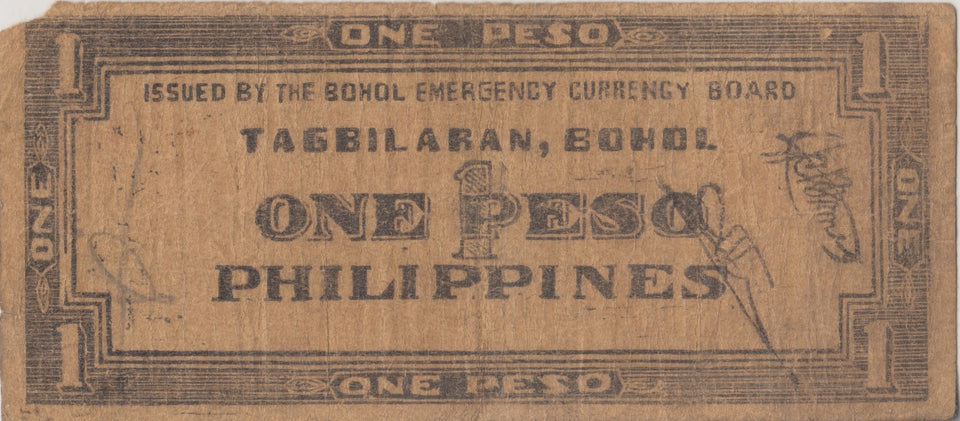 1 ONE PESO 1
ISSUED BY THE BOHOL EMERGENCY CURRENCY BOARD
TAGBILARAN, BOHOL
1
ONE ONE PESO ONE
PHILIPPINES
1 ONE PESO 1